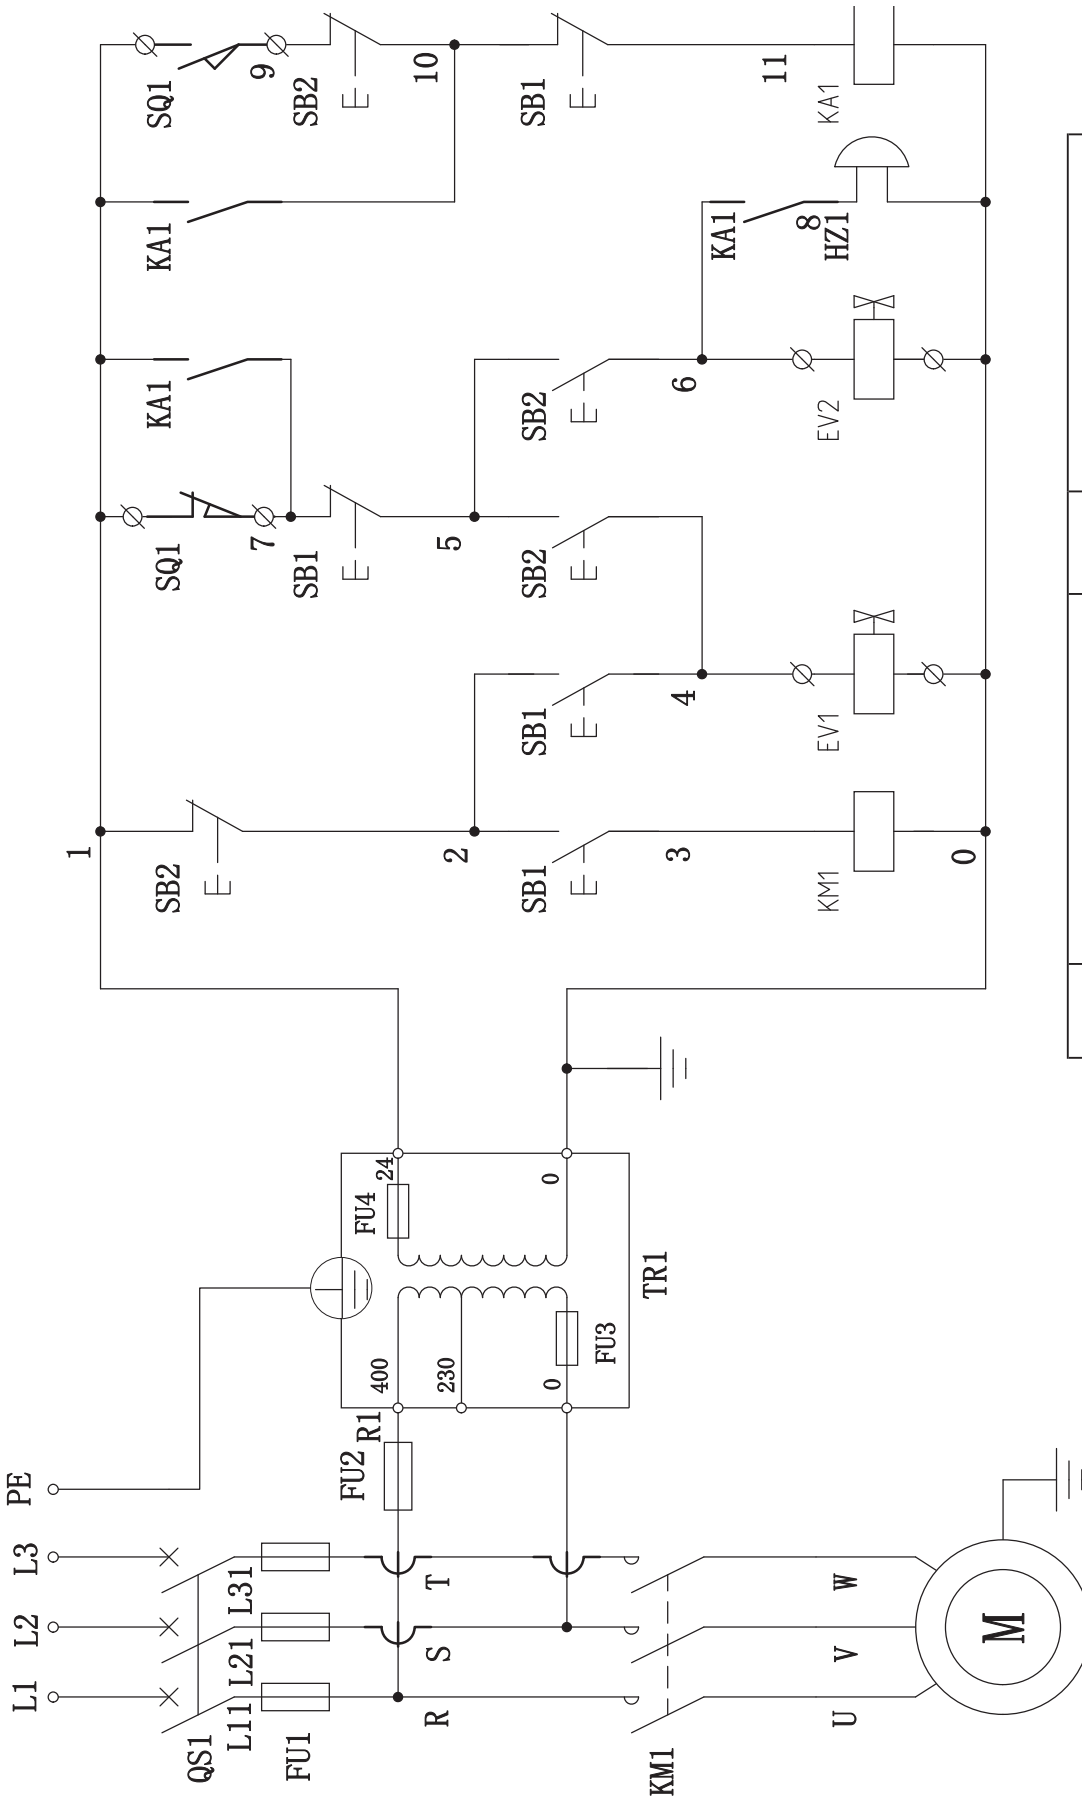 L1
L2
L3
PE
QS1
L11
L21
L31
FU1
R
S
T
FU2
R1
400
230
0
FU3
FU4
24
0
TR1
KM1
U
V
W
M
1
SB2
2
SB1
3
KM1
0
SB1
4
EV1
SQ1
7
SB1
5
SB2
KA1
SB2
6
EV2
KA1
KA1
8
HZ1
SQ1
9
SB2
10
SB1
11
KA1